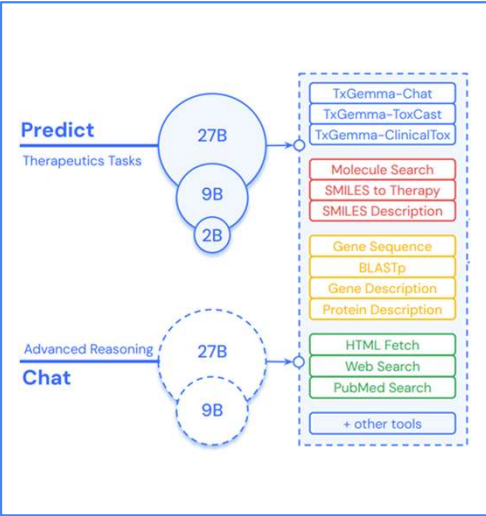 Predict
Therapeutics Tasks
27B
9B
2B
Advanced Reasoning
Chat
27B
9B
TxGemma-Chat
TxGemma-ToxCast
TxGemma-ClinicalTox
Molecule Search
SMILES to Therapy
SMILES Description
Gene Sequence
BLASTp
Gene Description
Protein Description
HTML Fetch
Web Search
PubMed Search
+ other tools